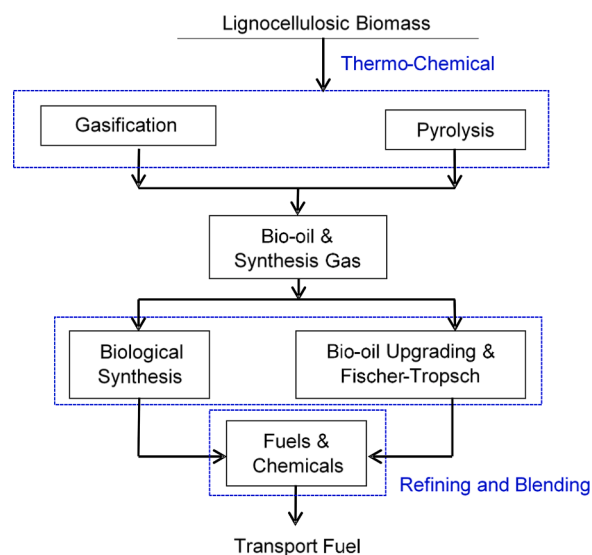 Lignocellulosic Biomass
Thermo-Chemical
Gasification
Pyrolysis
Bio-oil &
Synthesis Gas
Biological
Synthesis
Bio-oil Upgrading &
Fischer-Tropsch
Fuels &
Chemicals
Refining and Blending
Transport Fuel